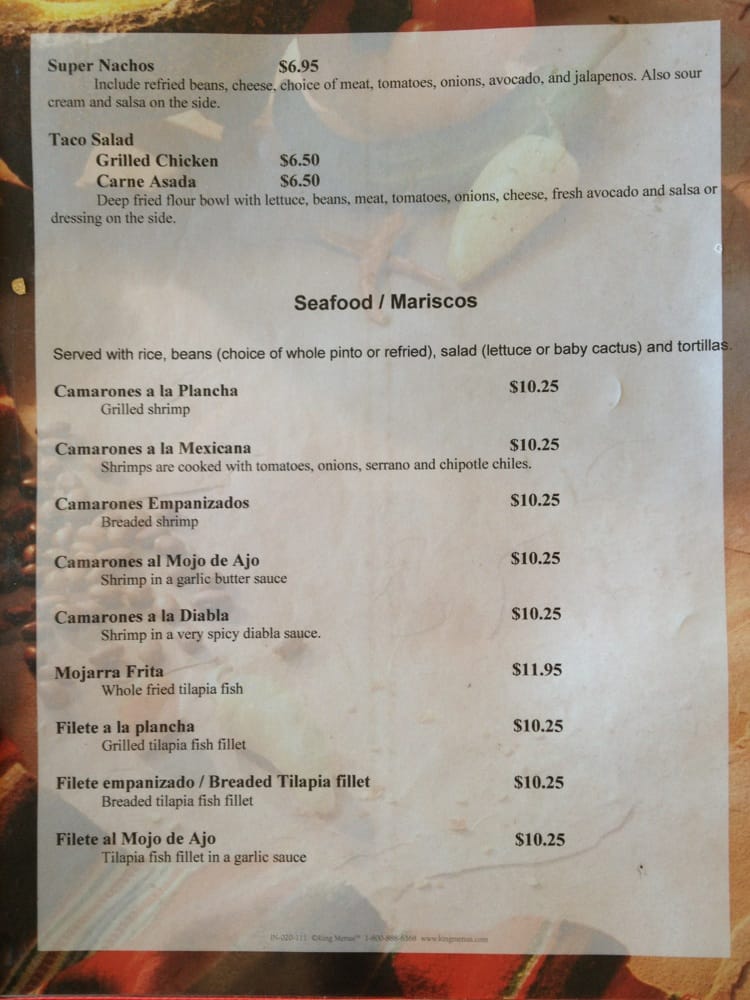 Super Nachos $6.95
Include refried beans, cheese, choice of meat, tomatoes, onions, avocado, and jalapenos. Also sour
cream and salsa on the side.
Taco Salad
Grilled Chicken $6.50
Carne Asada $6.50
Deep fried flour bowl with lettuce, beans, meat, tomatoes, onions, cheese, fresh avocado and salsa or
dressing on the side.
Seafood / Mariscos
Served with rice, beans (choice of whole pinto or refried), salad (lettuce or baby cactus) and tortillas.
Camarones a la Plancha $10.25
Grilled shrimp
Camarones a la Mexicana $10.25
Shrimps are cooked with tomatoes, onions, serrano and chipotle chiles.
Camarones Empanizados $10.25
Breaded shrimp
Camarones al Mojo de Ajo $10.25
Shrimp in a garlic butter sauce
Camarones a la Diabla $10.25
Shrimp in a very spicy diabla sauce.
Mojarra Frita $11.95
Whole fried tilapia fish
Filete a la plancha $10.25
Grilled tilapia fish fillet
Filete empanizado / Breaded Tilapia fillet $10.25
Breaded tilapia fish fillet
Filete al Mojo de Ajo $10.25
Tilapia fish fillet in a garlic sauce
©King Menus™ www.kingmenus.com